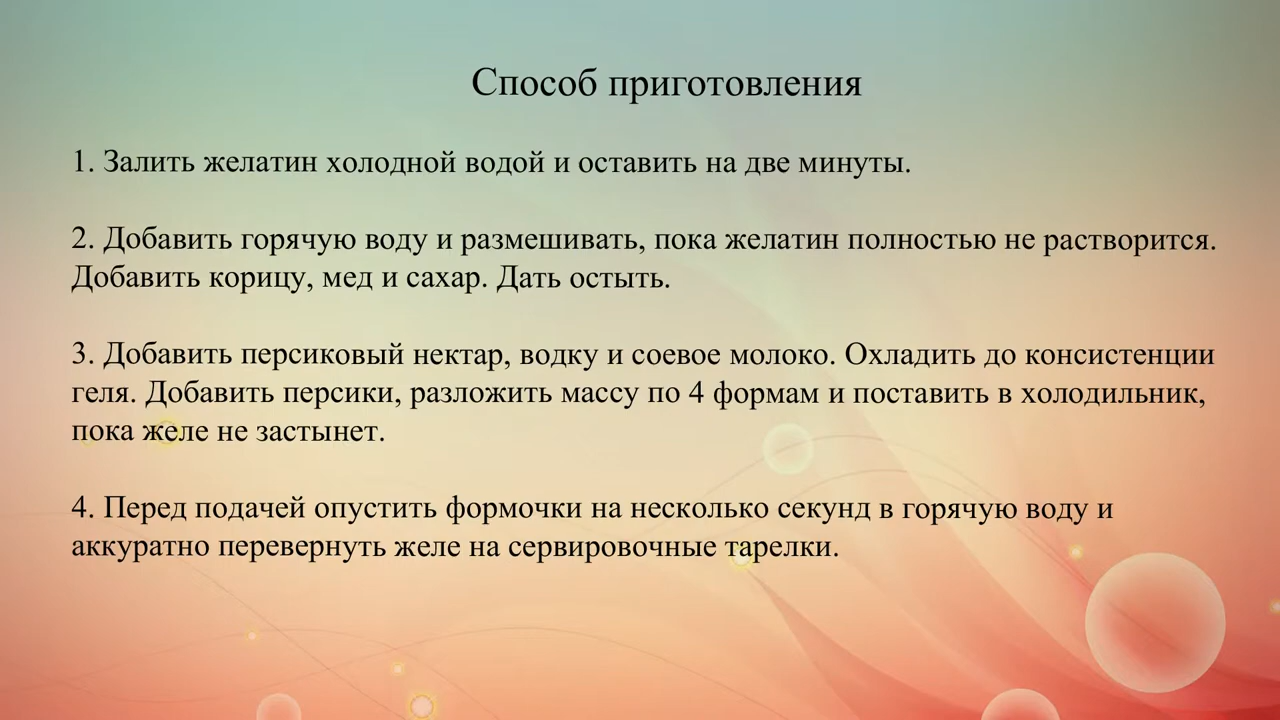 Способ приготовления
1. Залить желатин холодной водой и оставить на две минуты.
2. Добавить горячую воду и размешивать, пока желатин полностью не растворится.
Добавить корицу, мед и сахар. Дать остыть.
3. Добавить персиковый нектар, водку и соевое молоко. Охладить до консистенции
геля. Добавить персики, разложить массу по 4 формам и поставить в холодильник,
пока желе не застынет.
4. Перед подачей опустить формочки на несколько секунд в горячую воду и
аккуратно перевернуть желе на сервировочные тарелки.